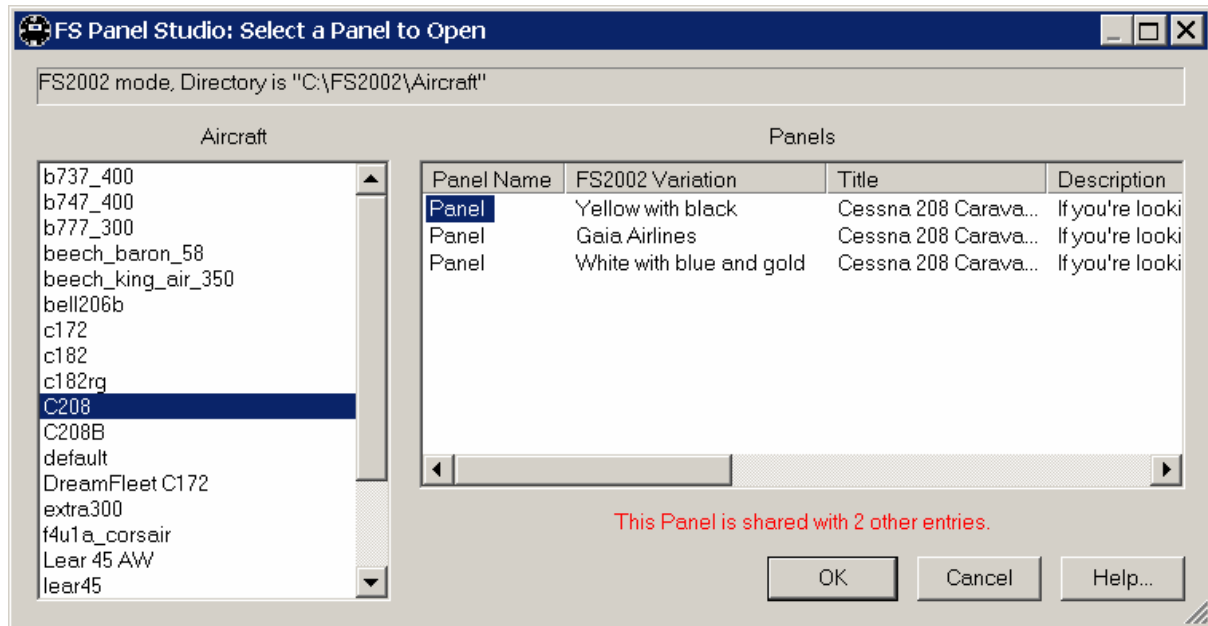 FS Panel Studio: Select a Panel to Open
FS2002 mode, Directory is "C:\FS2002\Aircraft"
Aircraft
b737_400
b747_400
b777_300
beech_baron_58
beech_king_air_350
bell206b
c172
c182
c182rg
C208
C208B
default
DreamFleet C172
extra300
f4u1a_corsair
Lear 45 AW
lear45
Panels
Panel Name FS2002 Variation Title Description
Panel Yellow with black Cessna 208 Carava... If you're looki
Panel Gaia Airlines Cessna 208 Carava... If you're looki
Panel White with blue and gold Cessna 208 Carava... If you're looki
This Panel is shared with 2 other entries.
OK Cancel Help...